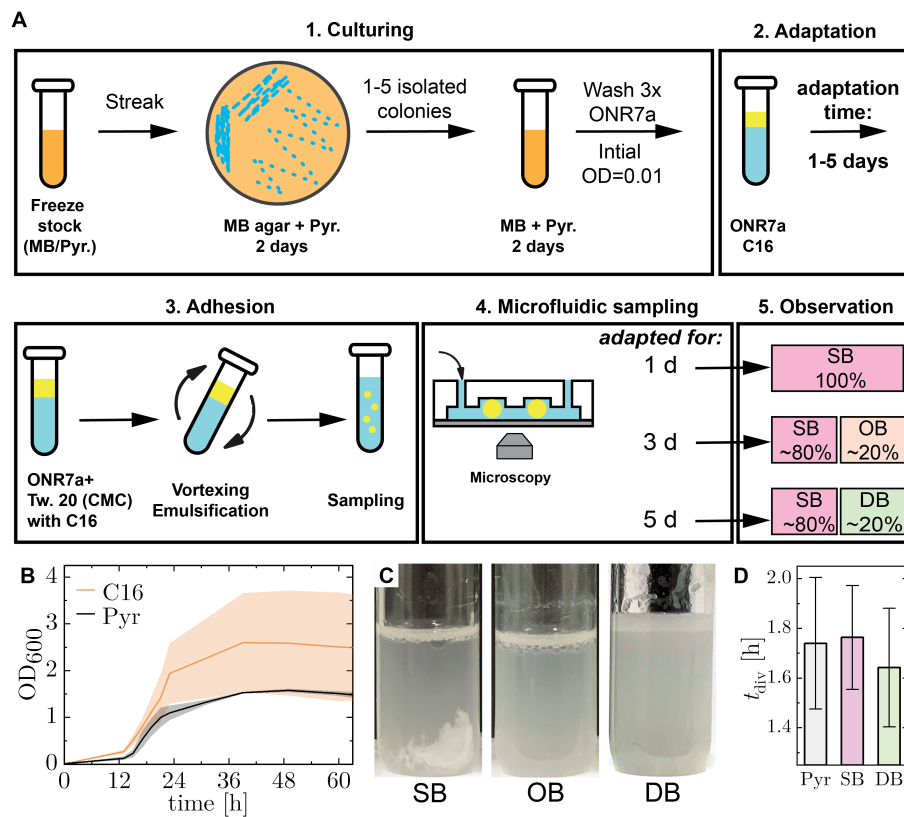 A
1. Culturing
2. Adaptation
Streak
1-5 isolated
colonies
Wash 3x
ONR7a
Intial
OD=0.01
adaptation
time:
1-5 days
Freeze
stock
(MB/Pyr.)
MB agar + Pyr.
2 days
MB + Pyr.
2 days
ONR7a
C16
3. Adhesion
4. Microfluidic sampling
5. Observation
adapted for:
1 d
SB
100%
3 d
SB
~80%
OB
~20%
5 d
SB
~80%
DB
~20%
Microscopy
ONR7a+
Tw. 20 (CMC)
with C16
Vortexing
Emulsification
Sampling
B
C16
Pyr
OD600
4
3
2
1
0
0
12
24
36
48
60
time [h]
C
SB
OB
DB
D
tdiv [h]
2.0
1.8
1.6
1.4
Pyr
SB
DB